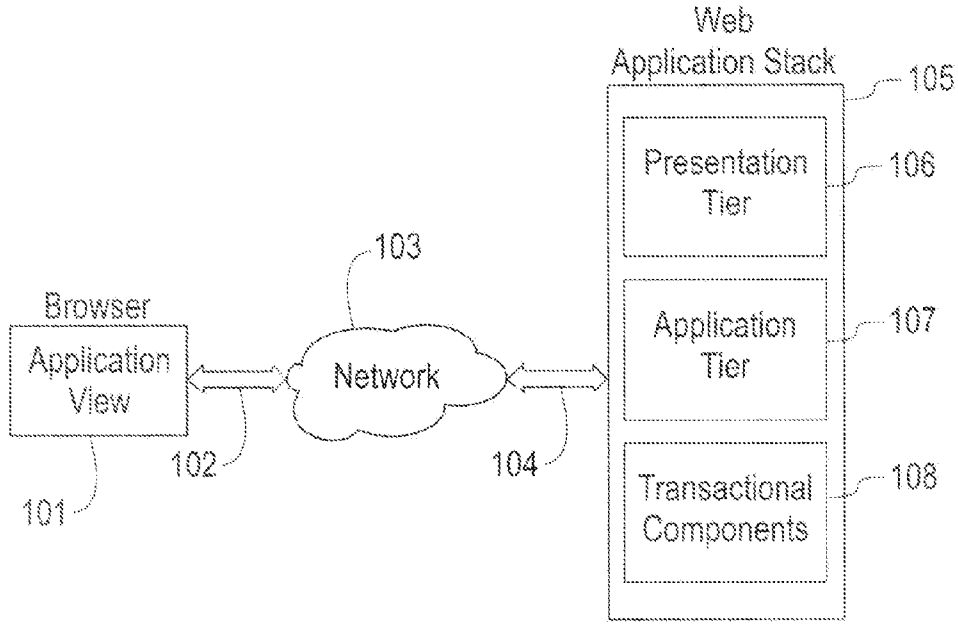 Web
Application Stack
105
Presentation
Tier
106
103
Browser
Application
View
Network
Application
Tier
107
102
104
101
Transactional
Components
108